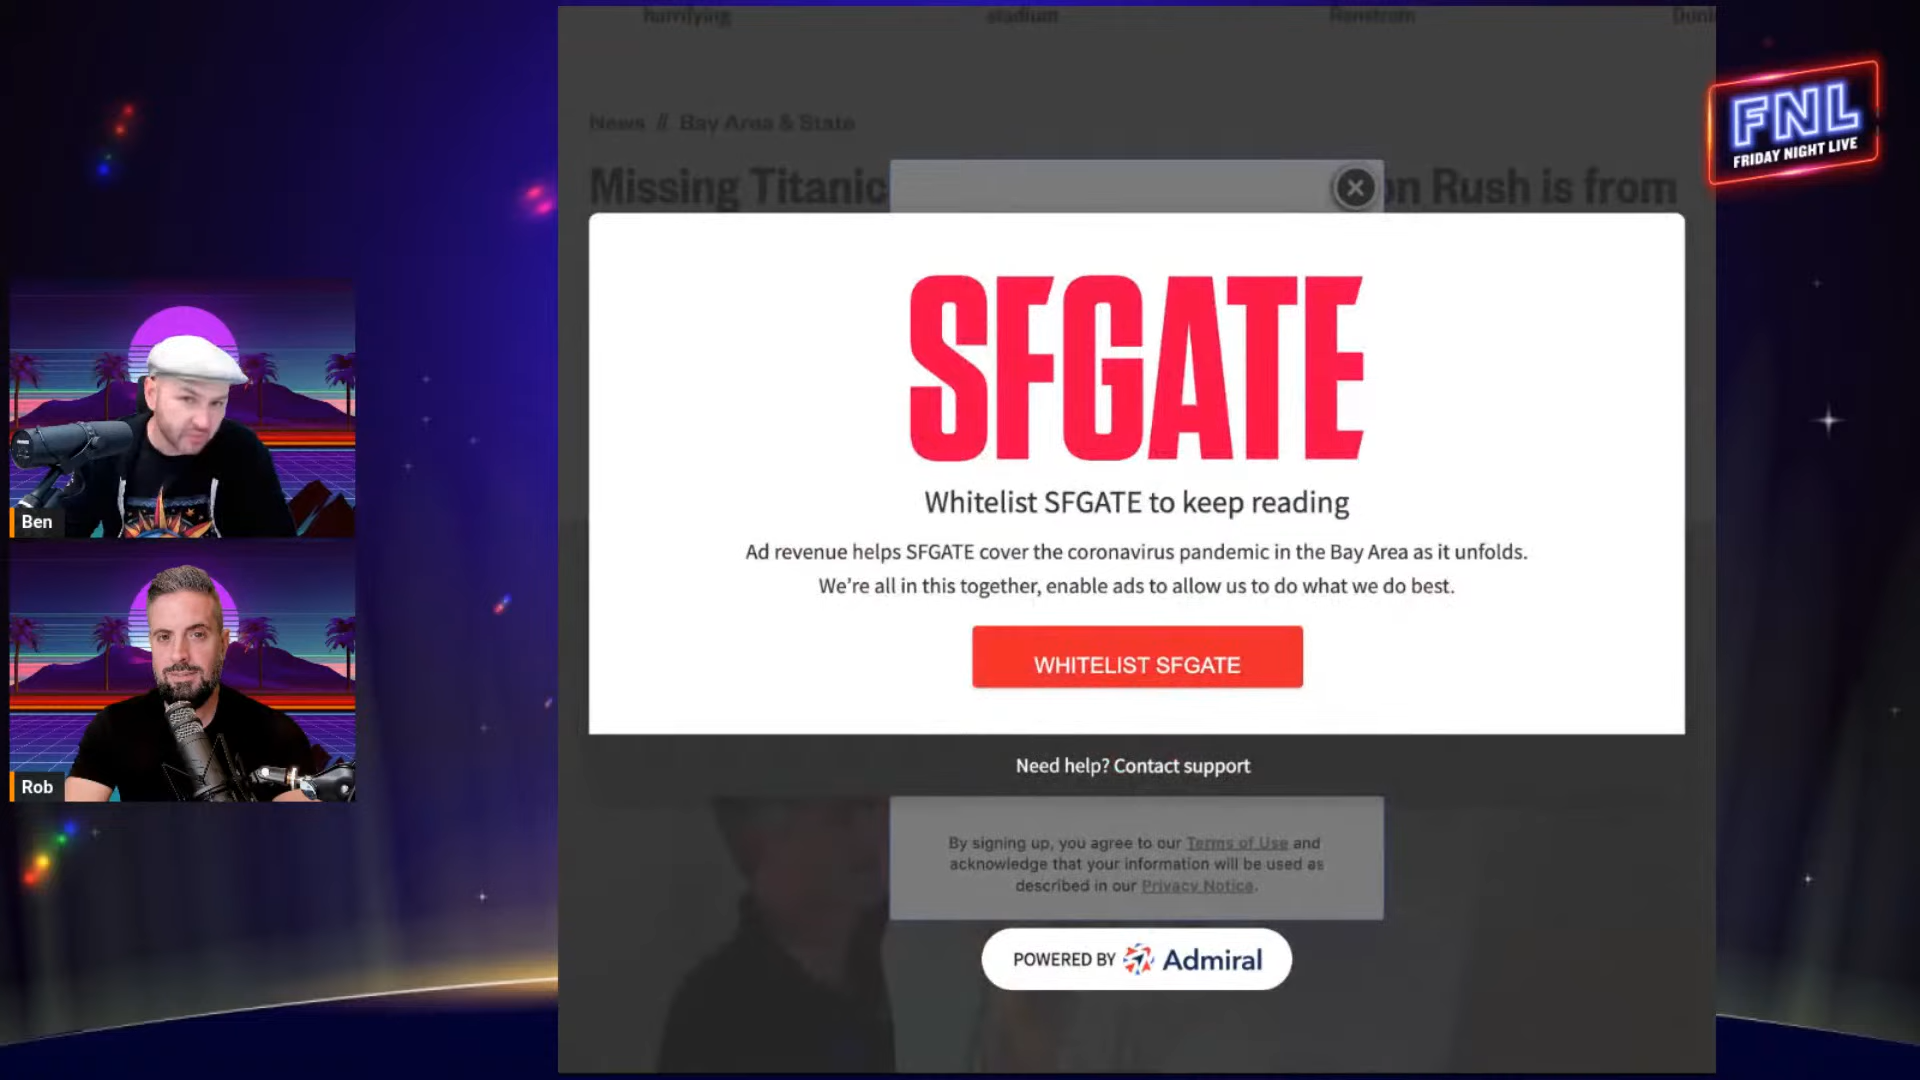 horrifying
stadium
News // Bay Area & State
Missing Titanic
on Rush is from
FNL
FRIDAY NIGHT LIVE
SFGATE
Whitelist SFGATE to keep reading
Ad revenue helps SFGATE cover the coronavirus pandemic in the Bay Area as it unfolds.
We're all in this together, enable ads to allow us to do what we do best.
WHITELIST SFGATE
Need help? Contact support
By signing up, you agree to our Terms of Use and
acknowledge that your information will be used as
described in our Privacy Notice.
POWERED BY Admiral
Ben
Rob